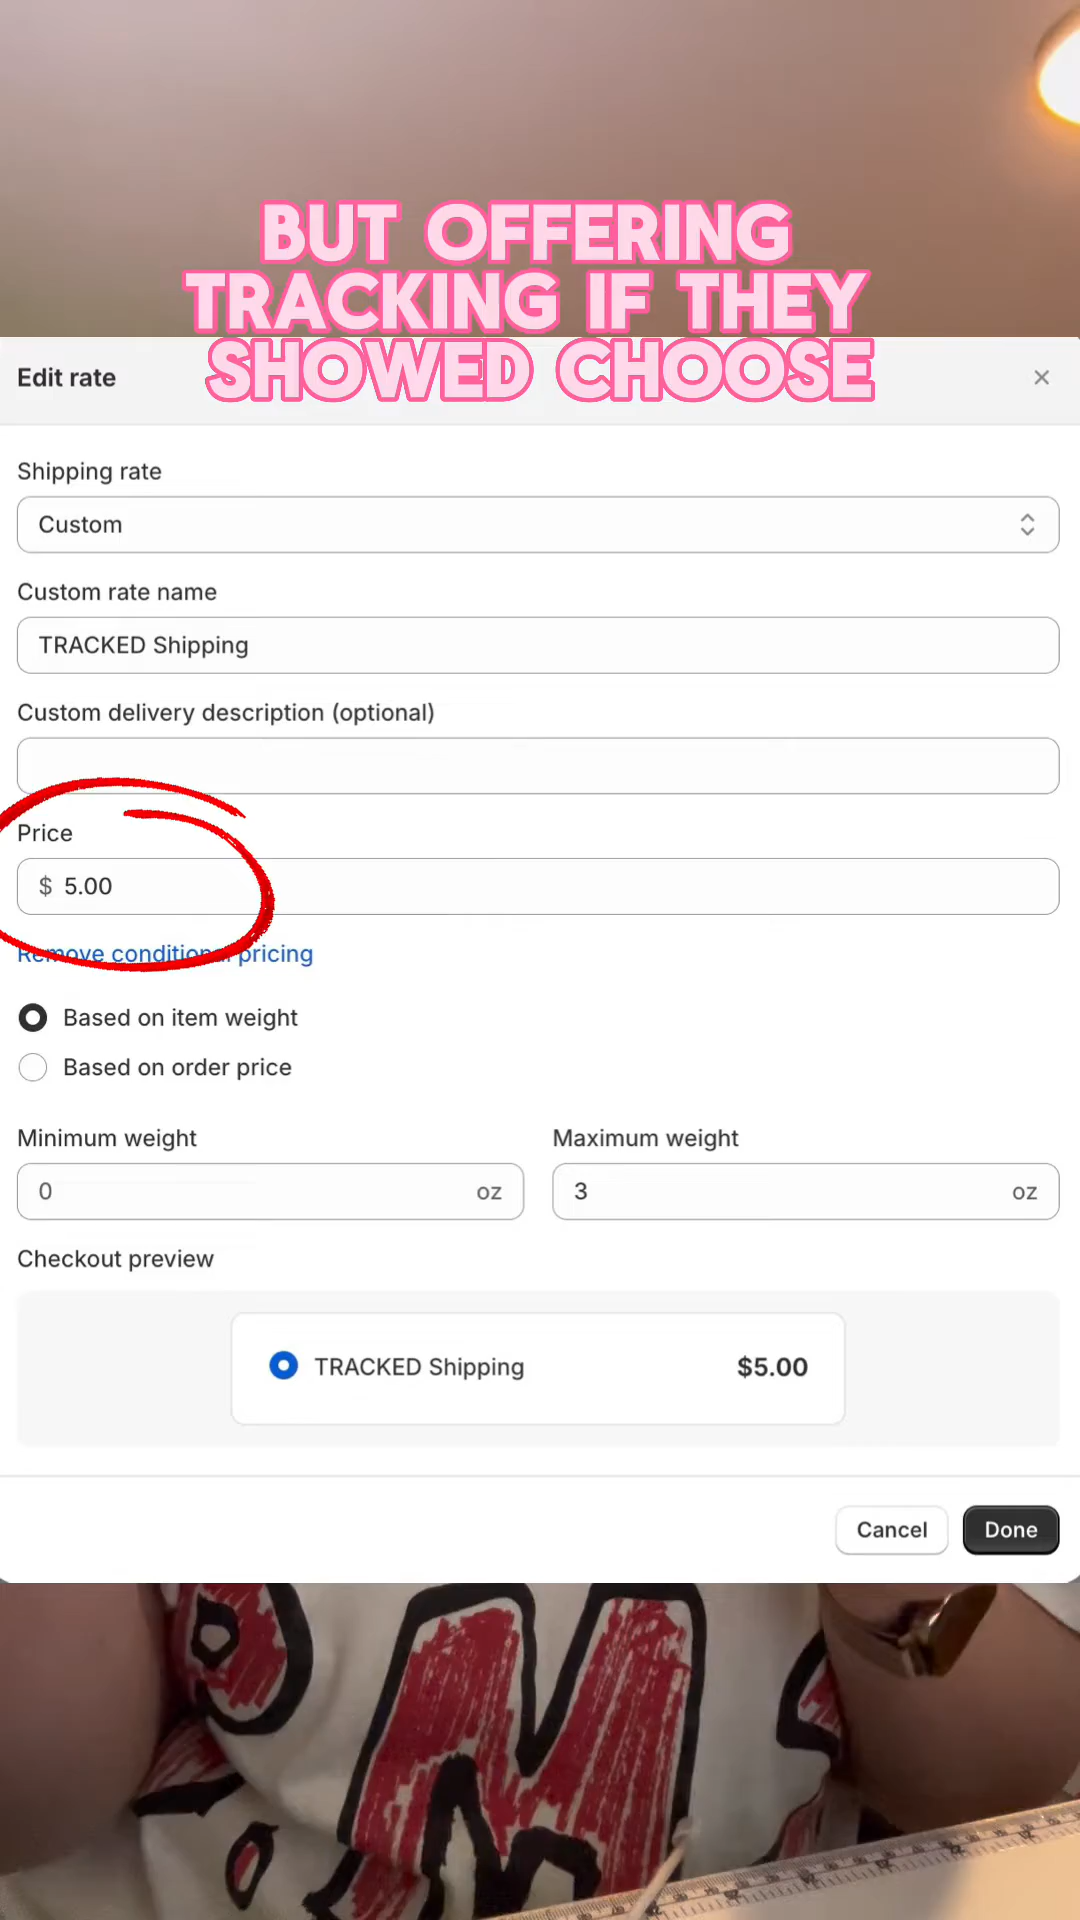 BUT OFFERING
TRACKING IF THEY
SHOWED CHOOSE
Edit rate
Shipping rate
Custom
Custom rate name
TRACKED Shipping
Custom delivery description (optional)
Price
$ 5.00
Remove conditional pricing
Based on item weight
Based on order price
Minimum weight
Maximum weight
0 oz
3 oz
Checkout preview
TRACKED Shipping $5.00
Cancel
Done